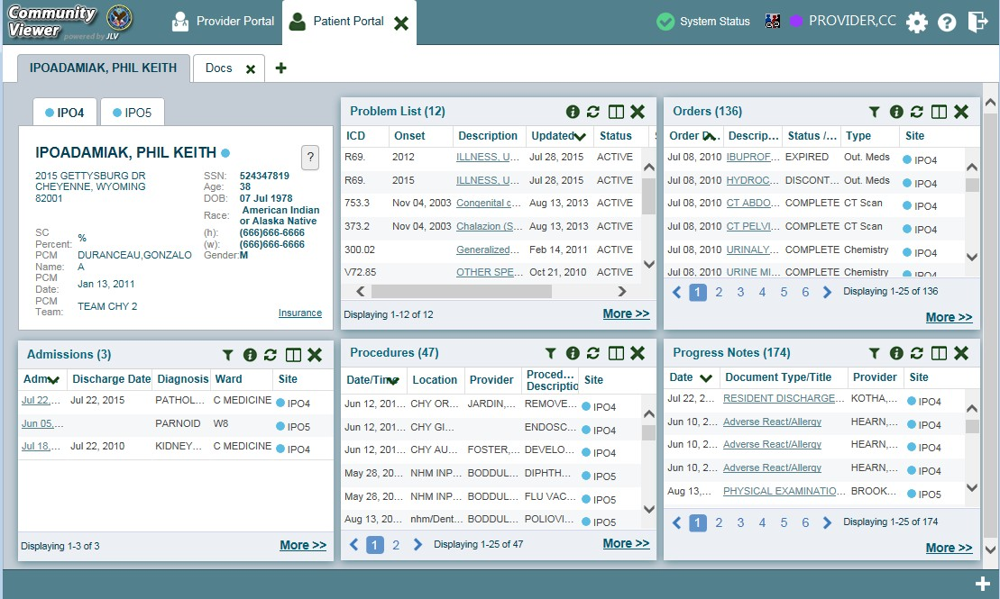 Community
Viewer
powered by JLV
Provider Portal
Patient Portal
System Status
PROVIDER,CC
IPOADAMIAK, PHIL KEITH
Docs
IPO4
IPO5
IPOADAMIAK, PHIL KEITH
?
2015 GETTYSBURG DR
CHEYENNE, WYOMING
82001
SSN: 524347819
Age: 38
DOB: 07 Jul 1978
Race: American Indian
or Alaska Native
(h): (666)666-6666
(w): (666)666-6666
Gender: M
SC
Percent: %
PCM
Name: DURANCEAU,GONZALO
A
PCM
Date: Jan 13, 2011
PCM
Team: TEAM CHY 2
Insurance
Problem List (12)
ICD Onset Description Updated Status
R69. 2012 ILLNESS, U... Jul 28, 2015 ACTIVE
R69. 2015 ILLNESS, U... Jul 28, 2015 ACTIVE
753.3 Nov 04, 2003 Congenital c... Aug 13, 2013 ACTIVE
373.2 Nov 04, 2003 Chalazion (S... Aug 13, 2013 ACTIVE
300.02 Generalized... Feb 14, 2011 ACTIVE
V72.85 OTHER SPE... Oct 21, 2010 ACTIVE
Displaying 1-12 of 12
More >>
Orders (136)
Order D... Descrip... Status /... Type Site
Jul 08, 2010 IBUPROF... EXPIRED Out. Meds IPO4
Jul 08, 2010 HYDROC... DISCONT... Out. Meds IPO4
Jul 08, 2010 CT ABDO... COMPLETE CT Scan IPO4
Jul 08, 2010 CT PELVI... COMPLETE CT Scan IPO4
Jul 08, 2010 URINALY... COMPLETE Chemistry IPO4
Jul 08, 2010 URINE MI... COMPLETE Chemistry IPO4
1 2 3 4 5 6 Displaying 1-25 of 136
More >>
Admissions (3)
Adm Discharge Date Diagnosis Ward Site
Jul 22,... Jul 22, 2015 PATHOL... C MEDICINE IPO4
Jun 05,... PARNOID W8 IPO5
Jul 18,... Jul 22, 2010 KIDNEY... C MEDICINE IPO4
Displaying 1-3 of 3
More >>
Procedures (47)
Date/Time Location Provider Proced... Descriptio Site
Jun 12, 201... CHY OR... JARDIN,... REMOVE... IPO4
Jun 12, 201... CHY GI... ENDOSC... IPO4
Jun 12, 201... CHY AU... FOSTER,... DEVELO... IPO4
May 28, 20... NHM INP... BODDUL... DIPHTH... IPO5
May 28, 20... NHM INP... BODDUL... FLU VAC... IPO5
Aug 13, 20... nhm/Dent... BODDUL... POLIOVI... IPO5
1 2 Displaying 1-25 of 47
More >>
Progress Notes (174)
Date Document Type/Title Provider Site
Jul 22, 2... RESIDENT DISCHARGE... KOTHA,... IPO4
Jun 10, 2... Adverse React/Allergy HEARN,... IPO4
Jun 10, 2... Adverse React/Allergy HEARN,... IPO4
Jun 10, 2... Adverse React/Allergy HEARN,... IPO4
Aug 13,... PHYSICAL EXAMINATIO... BROOK... IPO5
1 2 3 4 5 6 Displaying 1-25 of 174
More >>